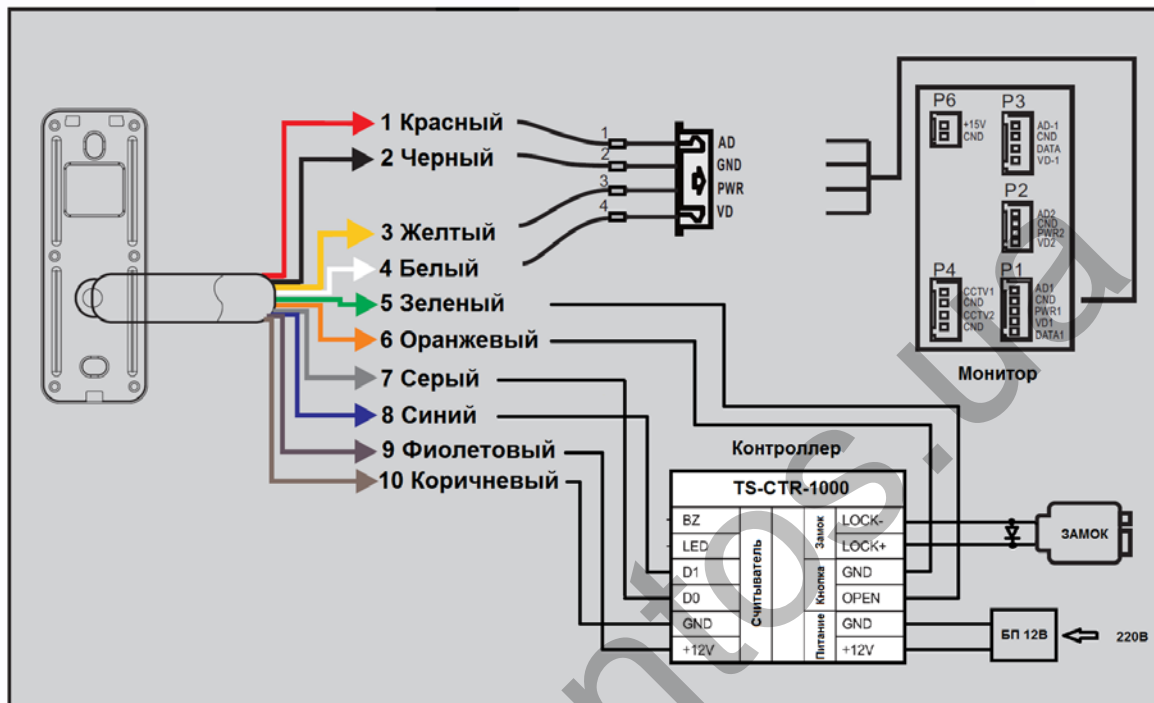 1 Красный
2 Черный
3 Желтый
4 Белый
5 Зеленый
6 Оранжевый
7 Серый
8 Синий
9 Фиолетовый
10 Коричневый
1
2
3
4
AD
GND
PWR
VD
P6
+15V
CND
P3
AD-1
CND
DATA
VD-1
P2
AD2
CND
PWR2
VD2
P4
CCTV1
CND
CCTV2
CND
P1
AD1
CND
PWR1
VD1
DATA1
Монитор
Контроллер
TS-CTR-1000
BZ
LED
D1
D0
GND
+12V
Считыватель
Замок
Кнопка
Питание
LOCK-
LOCK+
GND
OPEN
GND
+12V
ЗАМОК
БП 12В
220В
ntos.ua